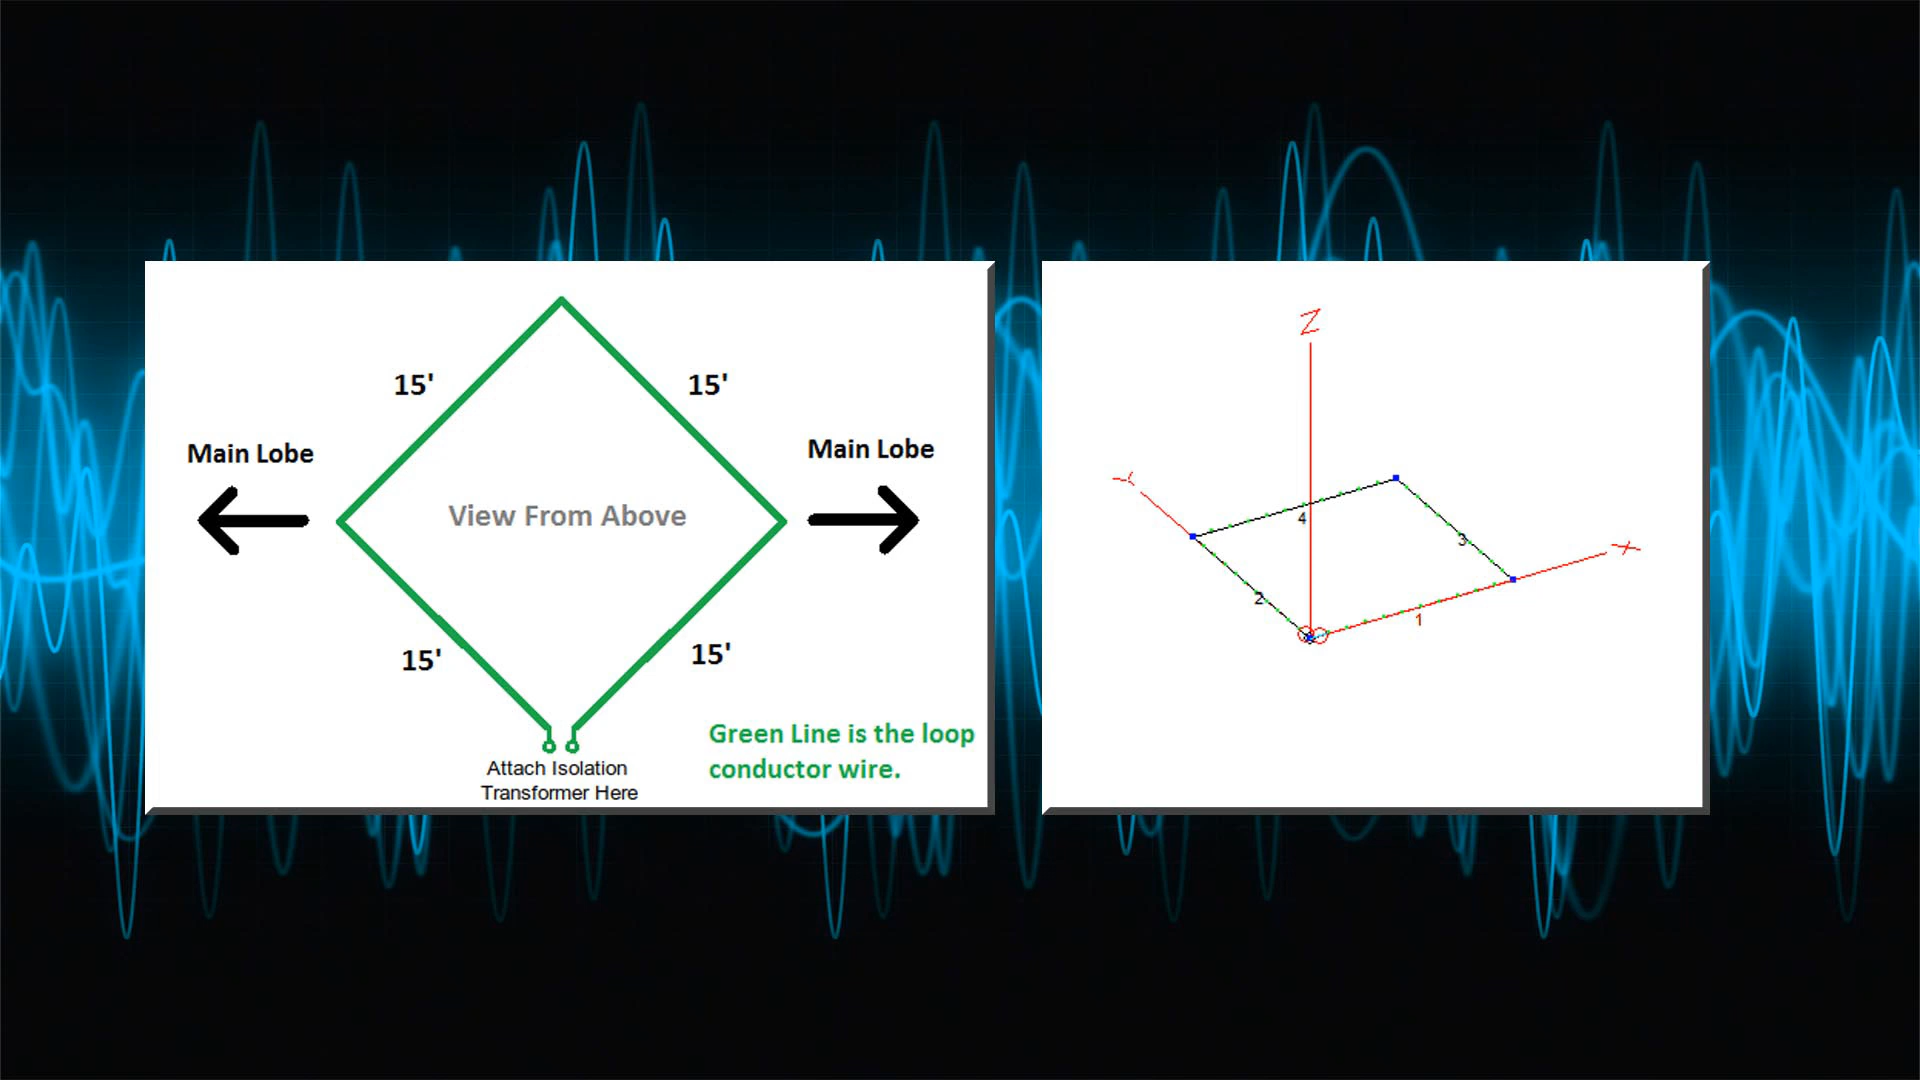 15'
15'
Main Lobe
Main Lobe
View From Above
15'
15'
Green Line is the loop
conductor wire.
Attach Isolation
Transformer Here
Z
Y
X
4
3
2
1